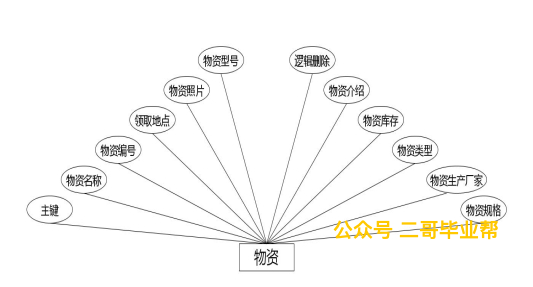 物资型号 逻辑删除
物资照片 物资介绍
领取地点 物资库存
物资编号 物资类型
物资名称 物资生产厂家
主键 物资规格
公众号 二哥毕业帮
物资